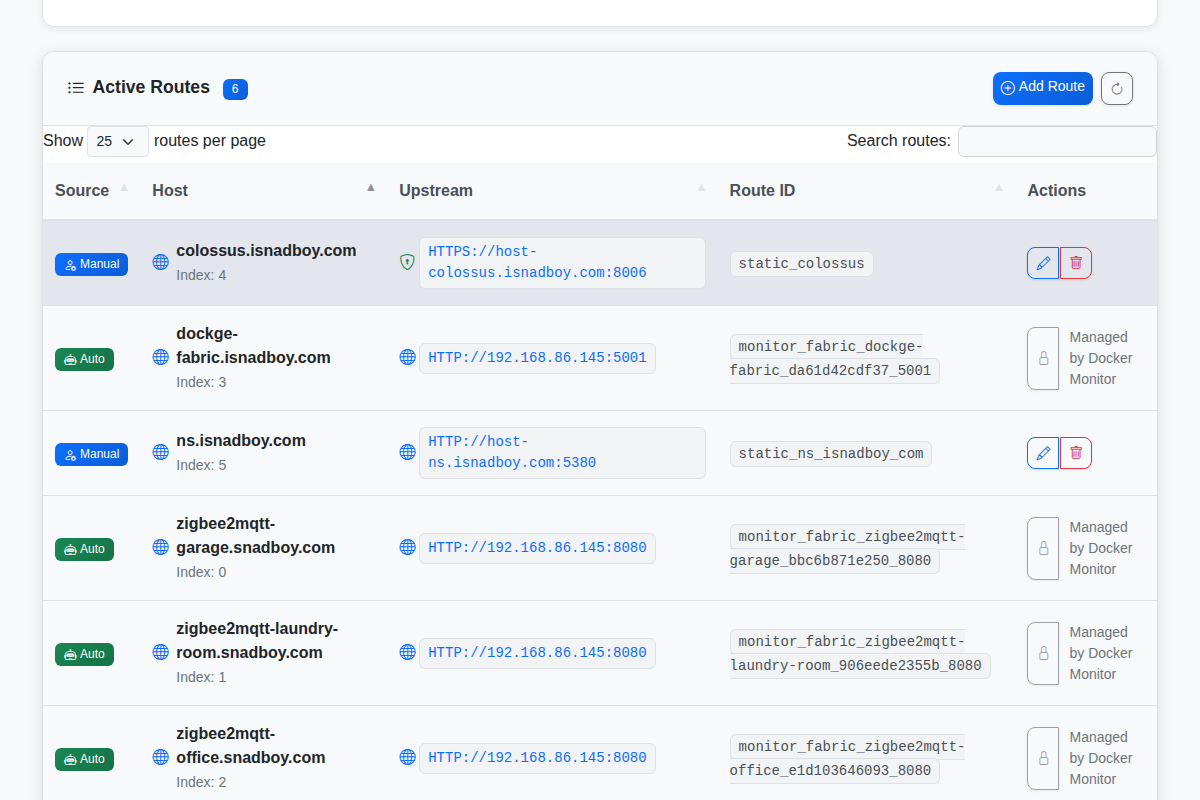 Active Routes 6
Add Route
Show 25 routes per page
Search routes:
Source Host Upstream Route ID Actions
Manual
colossus.isnadboy.com
Index: 4
HTTPS://host-
colossus.isnadboy.com:8006
static_colossus
Auto
dockge-
fabric.isnadboy.com
Index: 3
HTTP://192.168.86.145:5001
monitor_fabric_dockge-
fabric_da61d42cdf37_5001
Managed
by Docker
Monitor
Manual
ns.isnadboy.com
Index: 5
HTTP://host-
ns.isnadboy.com:5380
static_ns_isnadboy_com
Auto
zigbee2mqtt-
garage.snadboy.com
Index: 0
HTTP://192.168.86.145:8080
monitor_fabric_zigbee2mqtt-
garage_bbc6b871e250_8080
Managed
by Docker
Monitor
Auto
zigbee2mqtt-laundry-
room.snadboy.com
Index: 1
HTTP://192.168.86.145:8080
monitor_fabric_zigbee2mqtt-
laundry-room_906eede2355b_8080
Managed
by Docker
Monitor
Auto
zigbee2mqtt-
office.snadboy.com
Index: 2
HTTP://192.168.86.145:8080
monitor_fabric_zigbee2mqtt-
office_e1d103646093_8080
Managed
by Docker
Monitor